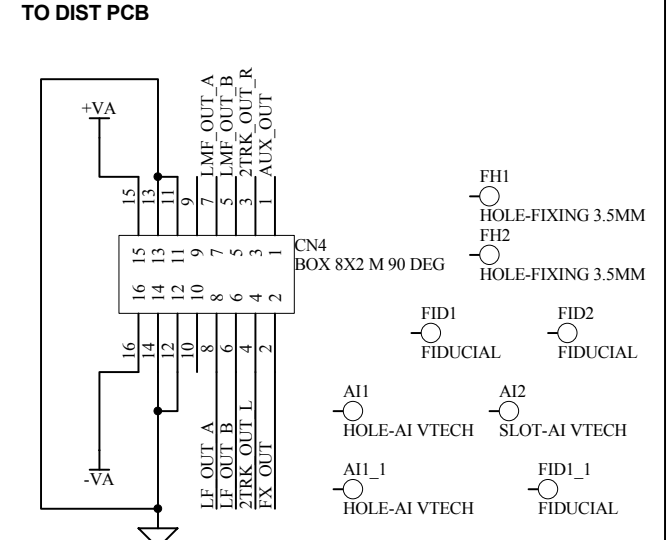 TO DIST PCB
+VA
LMF_OUT_A
LMF_OUT_B
2TRK_OUT_R
AUX_OUT
15 13 11 9 7 5 3 1
15 13 11 9 7 5 3 1
16 14 12 10 8 6 4 2
CN4
BOX 8X2 M 90 DEG
16 14 12 10 8 6 4 2
-VA
LF_OUT_A
LF_OUT_B
2TRK_OUT_L
FX_OUT
FH1
HOLE-FIXING 3.5MM
FH2
HOLE-FIXING 3.5MM
FID1 FID2
FIDUCIAL FIDUCIAL
AI1 AI2
HOLE-AI VTECH SLOT-AI VTECH
AI1_1 FID1_1
HOLE-AI VTECH FIDUCIAL